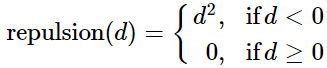 repulsion(d) = { d², if d < 0
0, if d ≥ 0